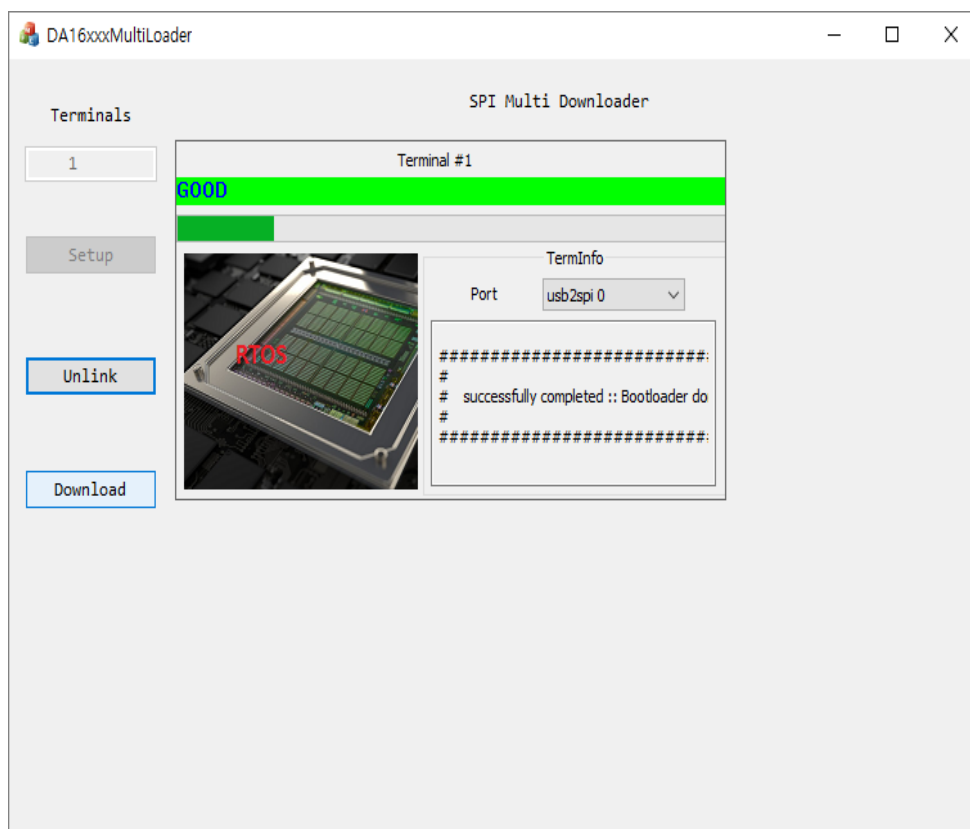 DA16xxxMultiLoader
SPI Multi Downloader
Terminals
1
Terminal #1
GOOD
Setup
TermInfo
Port
usb2spi 0
RTOS
##########################
#
# successfully completed :: Bootloader do
#
##########################
Unlink
Download